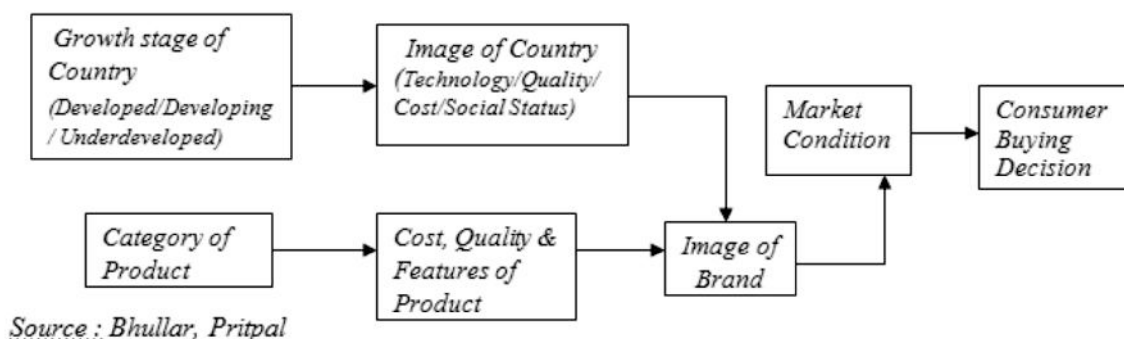 Growth stage of
Country
(Developed/Developing
/ Underdeveloped)
Image of Country
(Technology/Quality/
Cost/Social Status)
Market
Condition
Consumer
Buying
Decision
Category of
Product
Cost, Quality &
Features of
Product
Image of
Brand
Source : Bhullar, Pritpal